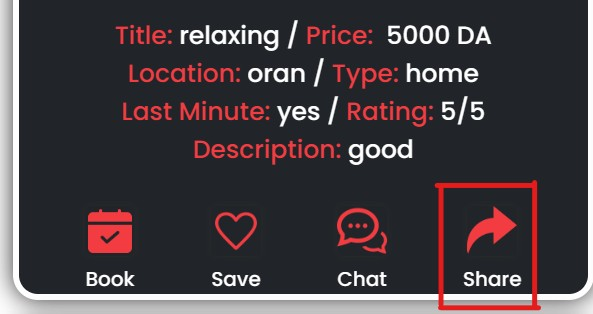 Title: relaxing / Price: 5000 DA
Location: oran / Type: home
Last Minute: yes / Rating: 5/5
Description: good
Book Save Chat Share